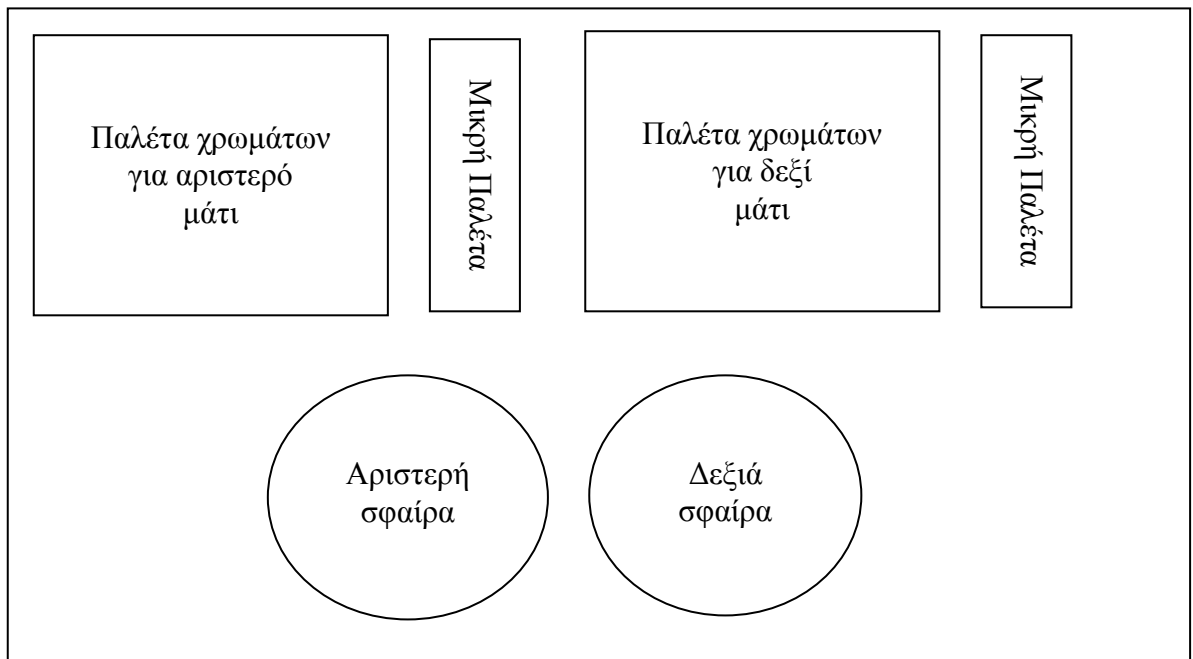 Παλέτα χρωμάτων
για αριστερό
μάτι
Μικρή Παλέτα
Παλέτα χρωμάτων
για δεξί
μάτι
Μικρή Παλέτα
Αριστερή
σφαίρα
Δεξιά
σφαίρα